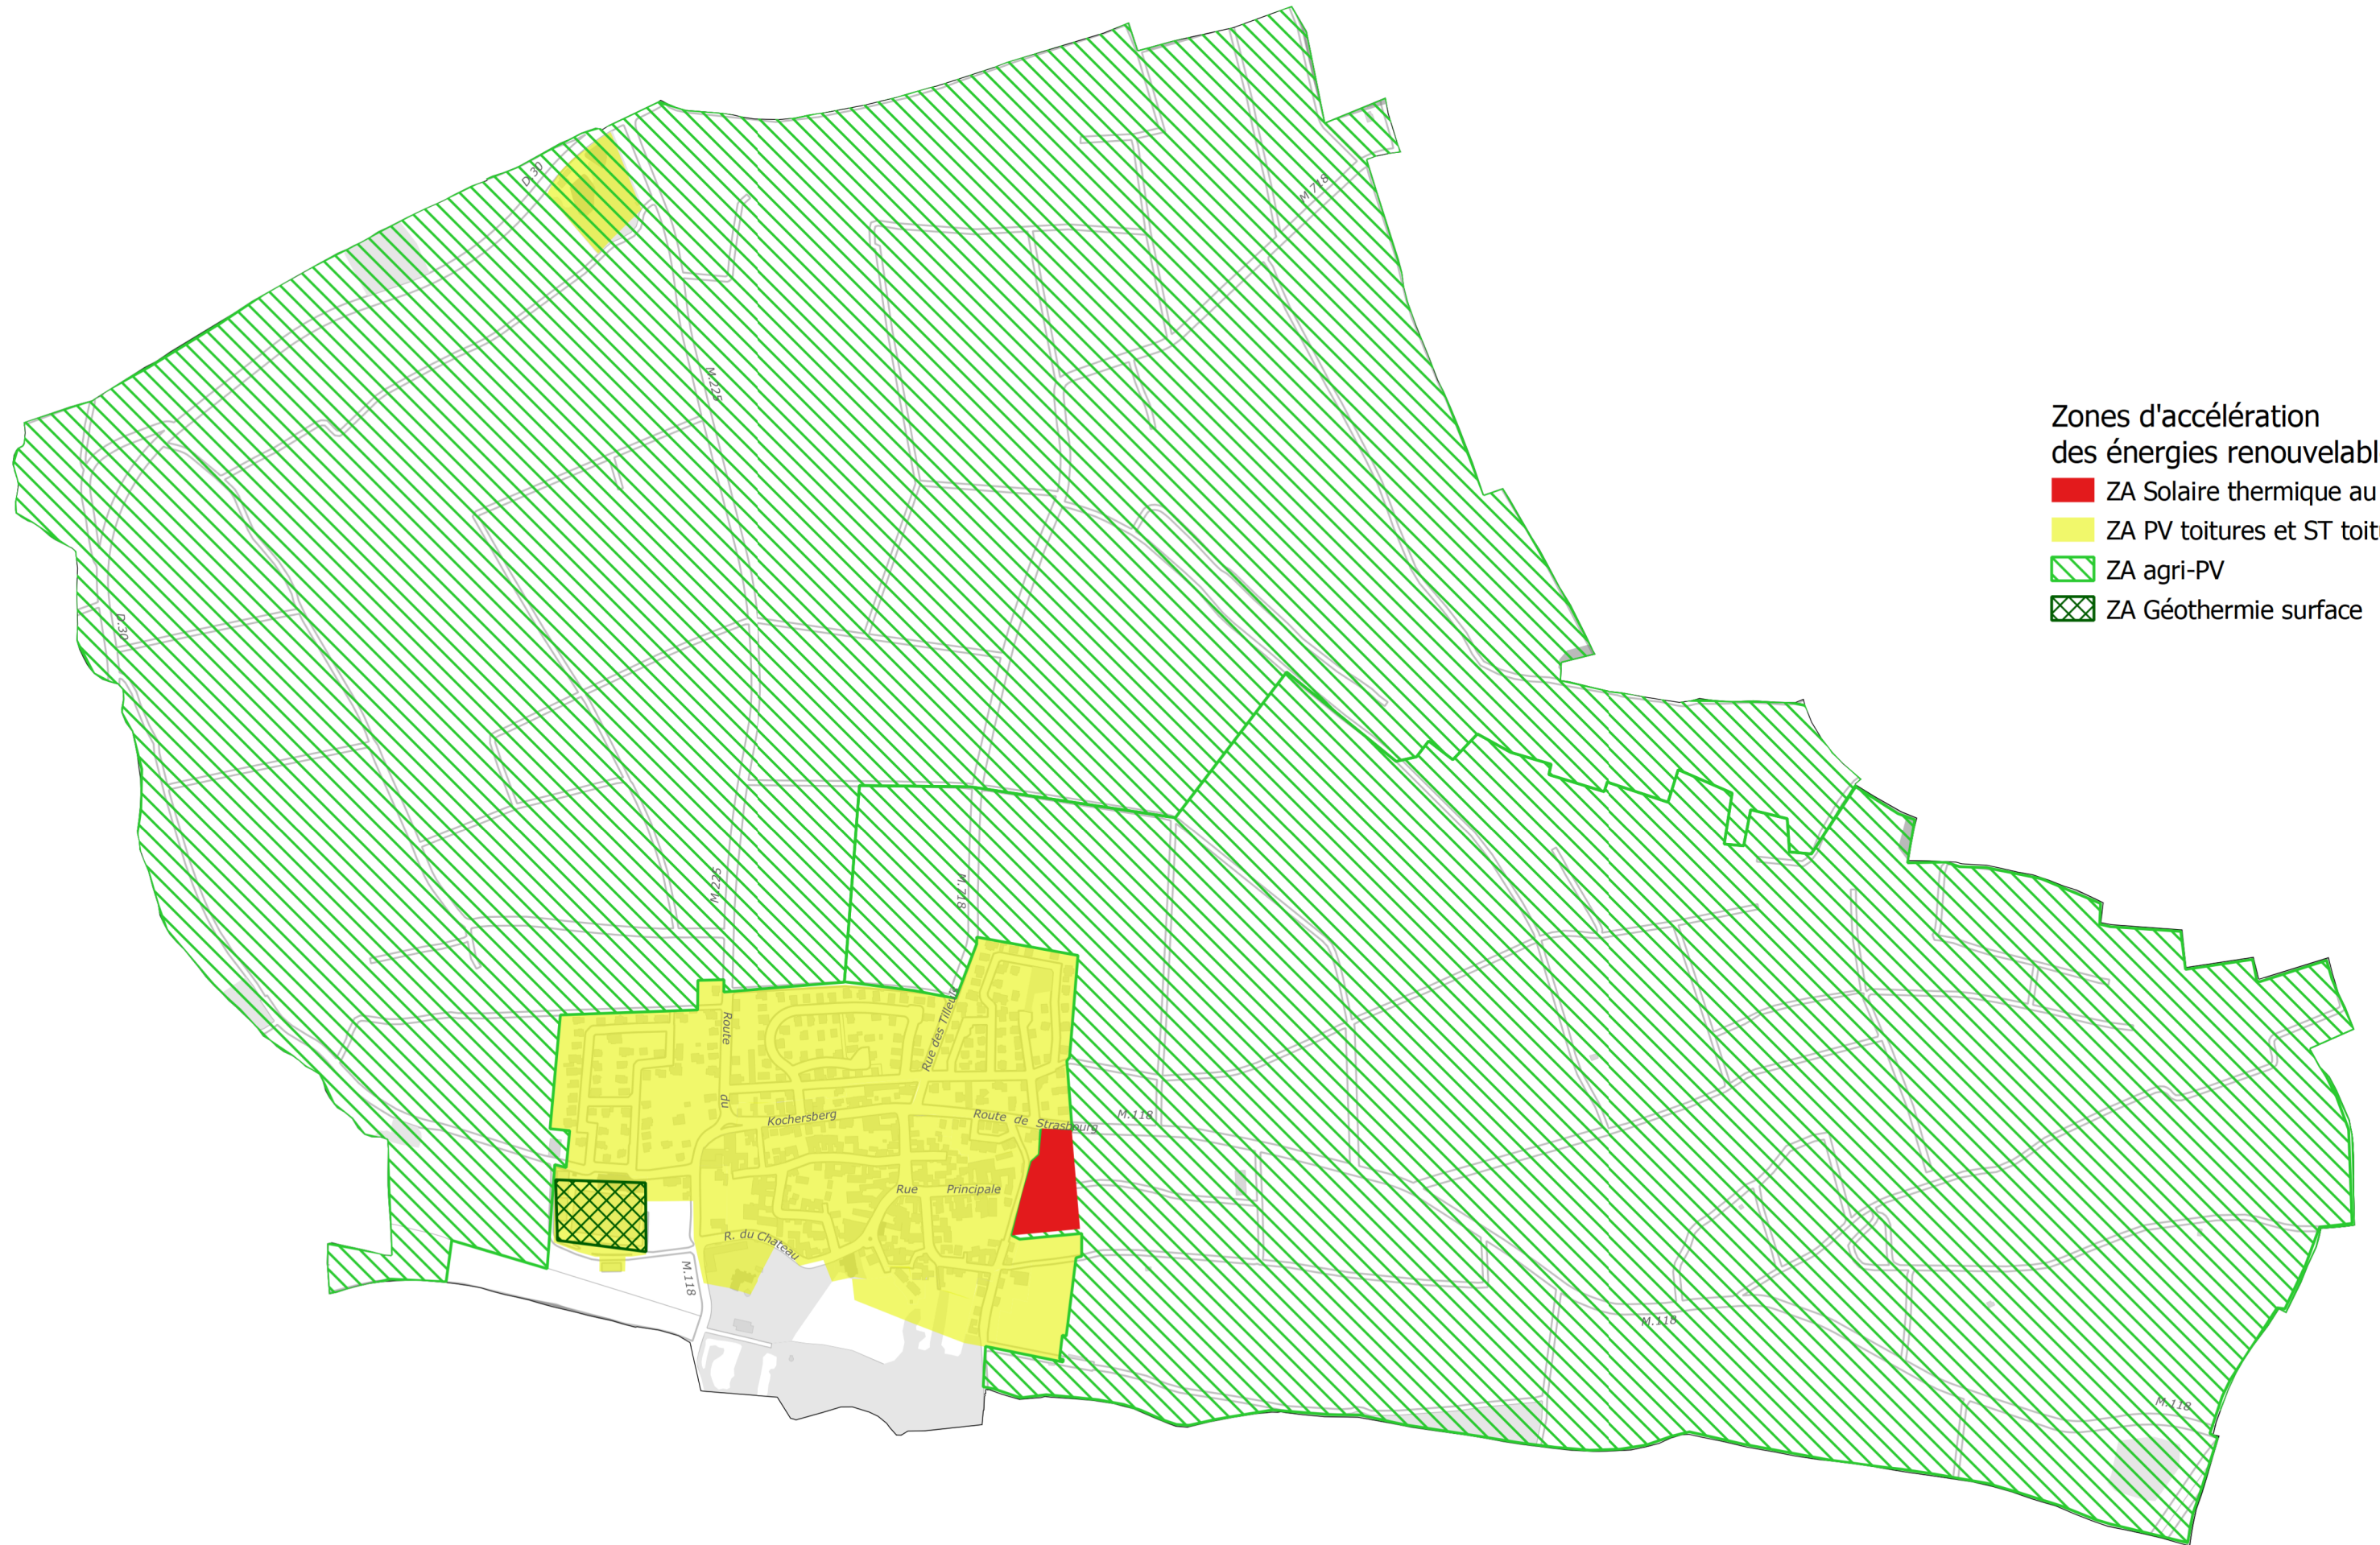 D.30
M.718
M.225
Zones d'accélération
des énergies renouvelabl
ZA Solaire thermique au
ZA PV toitures et ST toitu
ZA agri-PV
ZA Géothermie surface
D.30
M.225
M.718
Route
du
Kochersberg
Rue des Tilleuls
Route de Strasbourg
M.118
Rue Principale
R. du Chateau
M.118
M.118
M.118